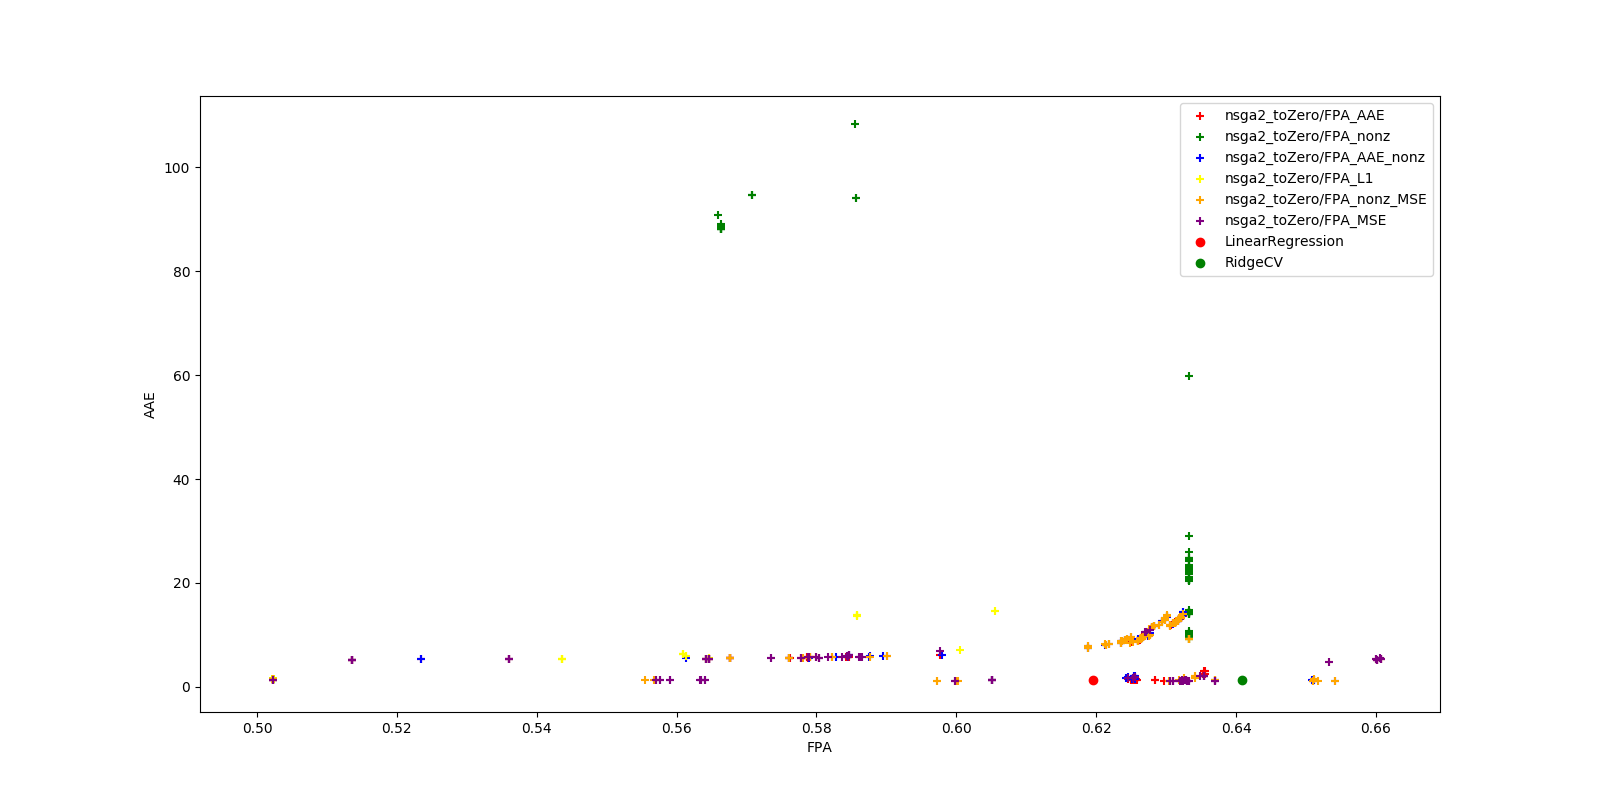 nsga2_toZero/FPA_AAE
nsga2_toZero/FPA_nonz
nsga2_toZero/FPA_AAE_nonz
nsga2_toZero/FPA_L1
nsga2_toZero/FPA_nonz_MSE
nsga2_toZero/FPA_MSE
LinearRegression
RidgeCV
100
80
60
40
20
0
AAE
0.50 0.52 0.54 0.56 0.58 0.60 0.62 0.64 0.66
FPA